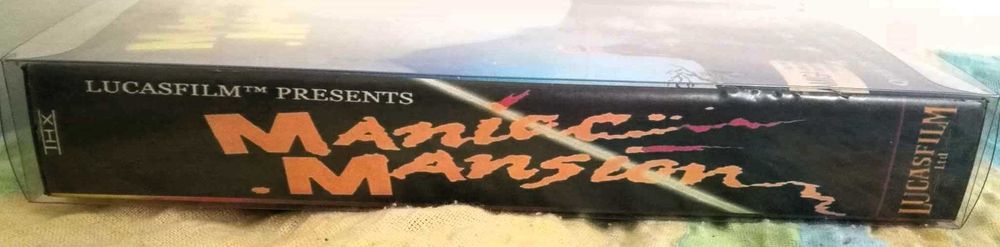 THX
LUCASFILM™ PRESENTS
MANIAC
MANSION
LUCASFILM
Ltd